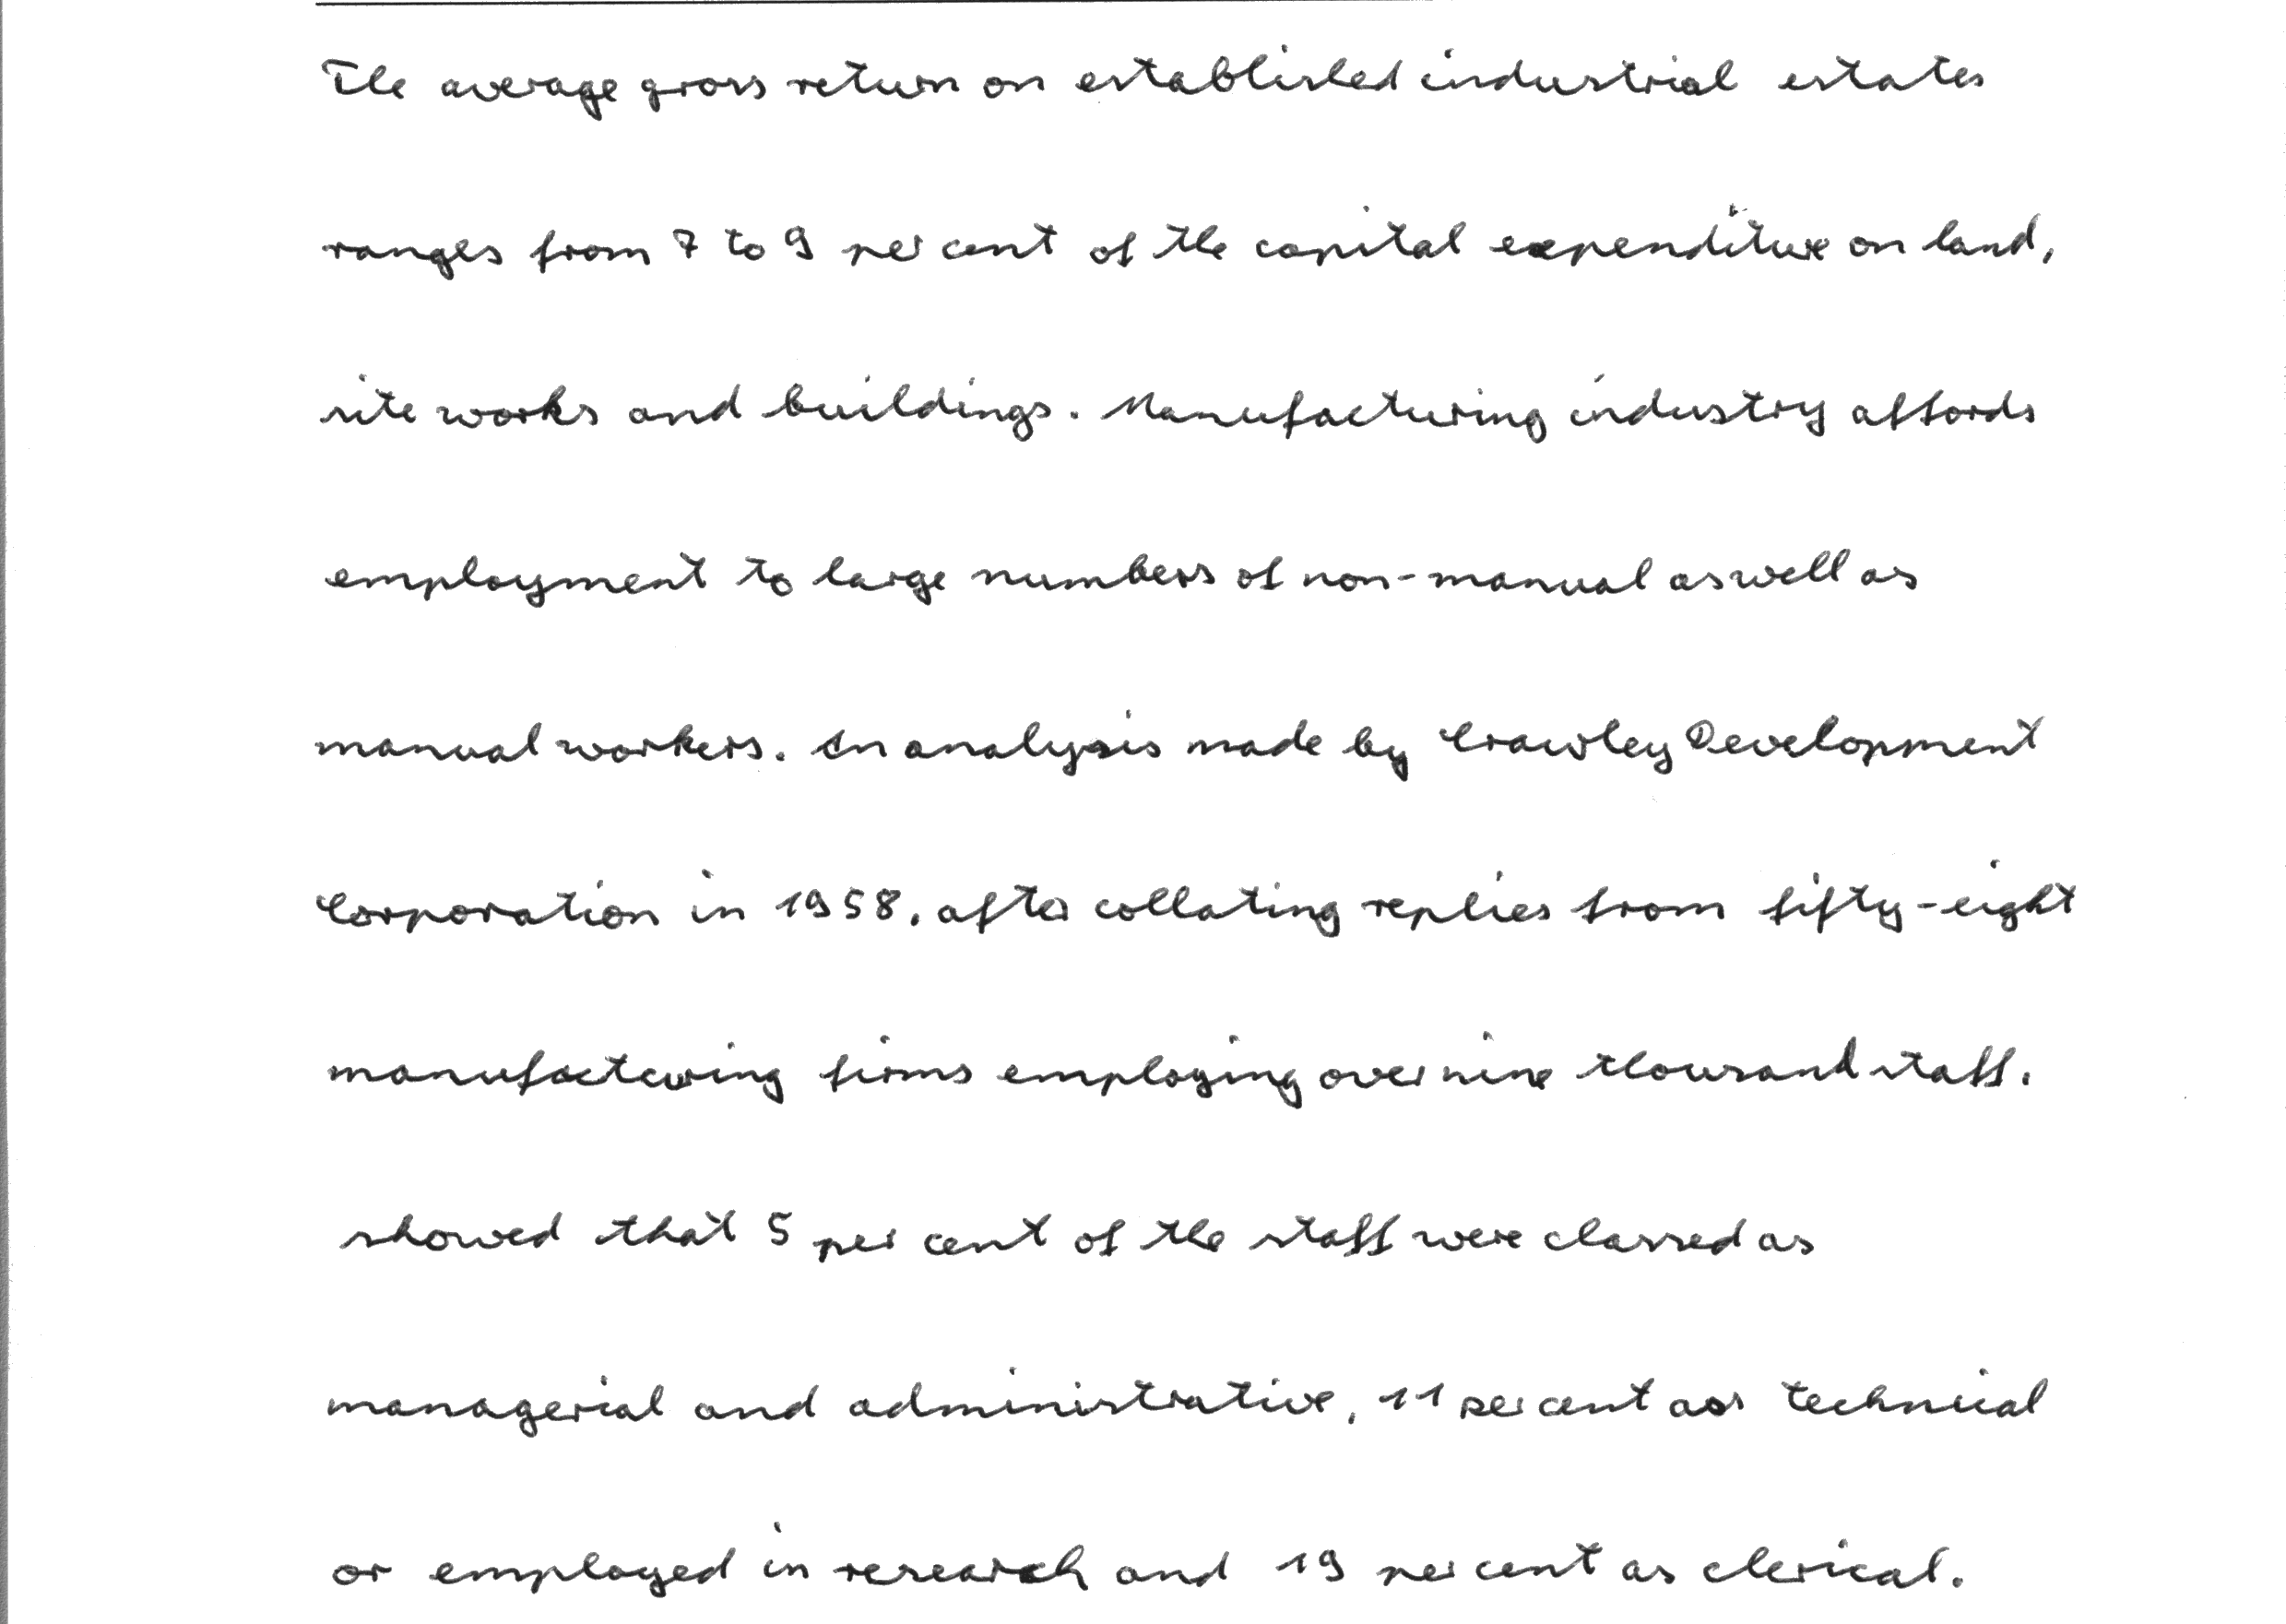 The average gross return on established industrial estates
ranges from 7 to 9 per cent of the capital expenditure on land,
site works and buildings. Manufacturing industry affords
employment to large numbers of non-manual as well as
manual workers. An analysis made by Crawley Development
Corporation in 1958, after collating replies from fifty-eight
manufacturing firms employing over nine thousand staff,
showed that 5 per cent of the staff were classed as
managerial and administrative, 11 per cent as technical
or employed in research and 19 per cent as clerical.